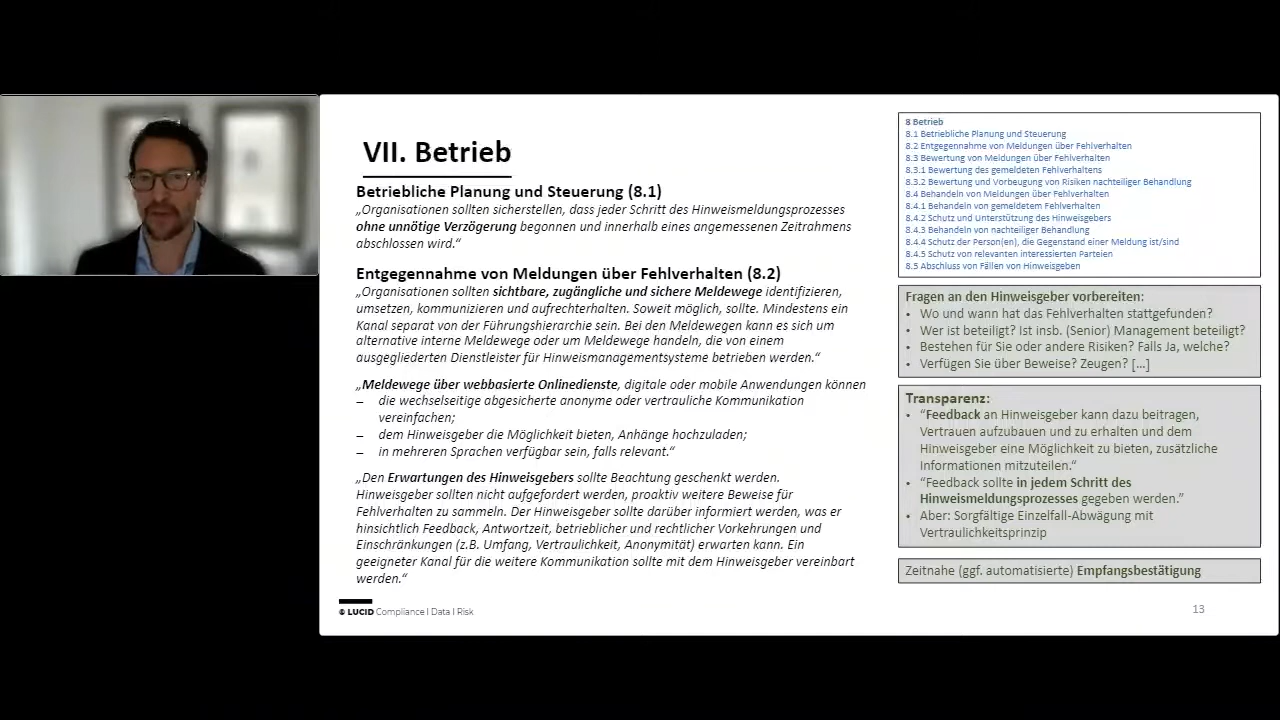 VII. Betrieb
Betriebliche Planung und Steuerung (8.1)
„Organisationen sollten sicherstellen, dass jeder Schritt des Hinweismeldungsprozesses
ohne unnötige Verzögerung begonnen und innerhalb eines angemessenen Zeitrahmens
abschlossen wird.“
Entgegennahme von Meldungen über Fehlverhalten (8.2)
„Organisationen sollten sichtbare, zugängliche und sichere Meldewege identifizieren,
umsetzen, kommunizieren und aufrechterhalten. Soweit möglich, sollte. Mindestens ein
Kanal separat von der Führungshierarchie sein. Bei den Meldewegen kann es sich um
alternative interne Meldewege oder um Meldewege handeln, die von einem
ausgegliederten Dienstleister für Hinweismanagementsysteme betrieben werden.“
„Meldewege über webbasierte Onlinedienste, digitale oder mobile Anwendungen können
– die wechselseitige abgesicherte anonyme oder vertrauliche Kommunikation
vereinfachen;
– dem Hinweisgeber die Möglichkeit bieten, Anhänge hochzuladen;
– in mehreren Sprachen verfügbar sein, falls relevant.“
„Den Erwartungen des Hinweisgebers sollte Beachtung geschenkt werden.
Hinweisgeber sollten nicht aufgefordert werden, proaktiv weitere Beweise für
Fehlverhalten zu sammeln. Der Hinweisgeber sollte darüber informiert werden, was er
hinsichtlich Feedback, Antwortzeit, betrieblicher und rechtlicher Vorkehrungen und
Einschränkungen (z.B. Umfang, Vertraulichkeit, Anonymität) erwarten kann. Ein
geeigneter Kanal für die weitere Kommunikation sollte mit dem Hinweisgeber vereinbart
werden.“
8 Betrieb
8.1 Betriebliche Planung und Steuerung
8.2 Entgegennahme von Meldungen über Fehlverhalten
8.3 Bewertung von Meldungen über Fehlverhalten
8.3.1 Bewertung des gemeldeten Fehlverhaltens
8.3.2 Bewertung und Vorbeugung von Risiken nachteiliger Behandlung
8.4 Behandeln von Meldungen über Fehlverhalten
8.4.1 Behandeln von gemeldetem Fehlverhalten
8.4.2 Schutz und Unterstützung des Hinweisgebers
8.4.3 Behandeln von nachteiliger Behandlung
8.4.4 Schutz der Person(en), die Gegenstand einer Meldung ist/sind
8.4.5 Schutz von relevanten interessierten Parteien
8.5 Abschluss von Fällen von Hinweisgeben
Fragen an den Hinweisgeber vorbereiten:
• Wo und wann hat das Fehlverhalten stattgefunden?
• Wer ist beteiligt? Ist insb. (Senior) Management beteiligt?
• Bestehen für Sie oder andere Risiken? Falls Ja, welche?
• Verfügen Sie über Beweise? Zeugen? [...]
Transparenz:
• “Feedback an Hinweisgeber kann dazu beitragen,
Vertrauen aufzubauen und zu erhalten und dem
Hinweisgeber eine Möglichkeit zu bieten, zusätzliche
Informationen mitzuteilen.“
• “Feedback sollte in jedem Schritt des
Hinweismeldungsprozesses gegeben werden.”
• Aber: Sorgfältige Einzelfall-Abwägung mit
Vertraulichkeitsprinzip
Zeitnahe (ggf. automatisierte) Empfangsbestätigung
© LUCID Compliance I Data I Risk
13